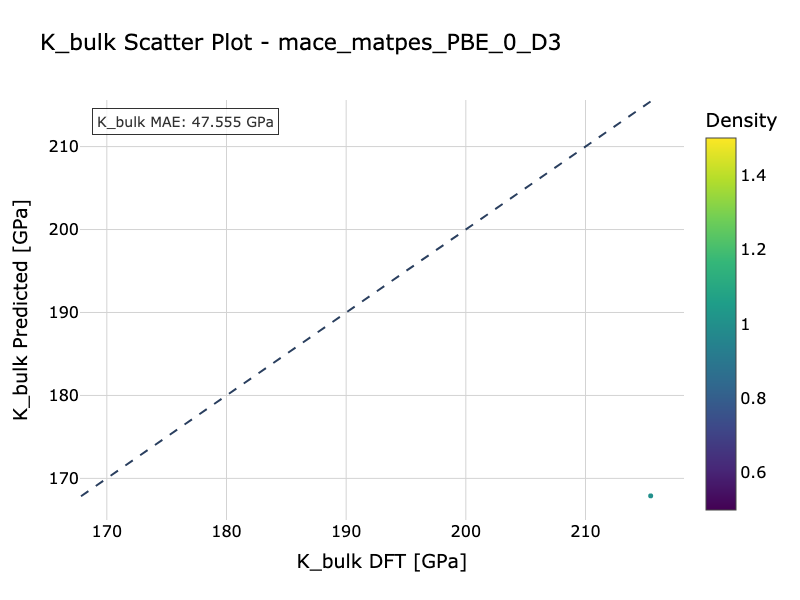 K_bulk Scatter Plot - mace_matpes_PBE_0_D3
K_bulk MAE: 47.555 GPa
Density
1.4
1.2
1
0.8
0.6
K_bulk Predicted [GPa]
210
200
190
180
170
170 180 190 200 210
K_bulk DFT [GPa]